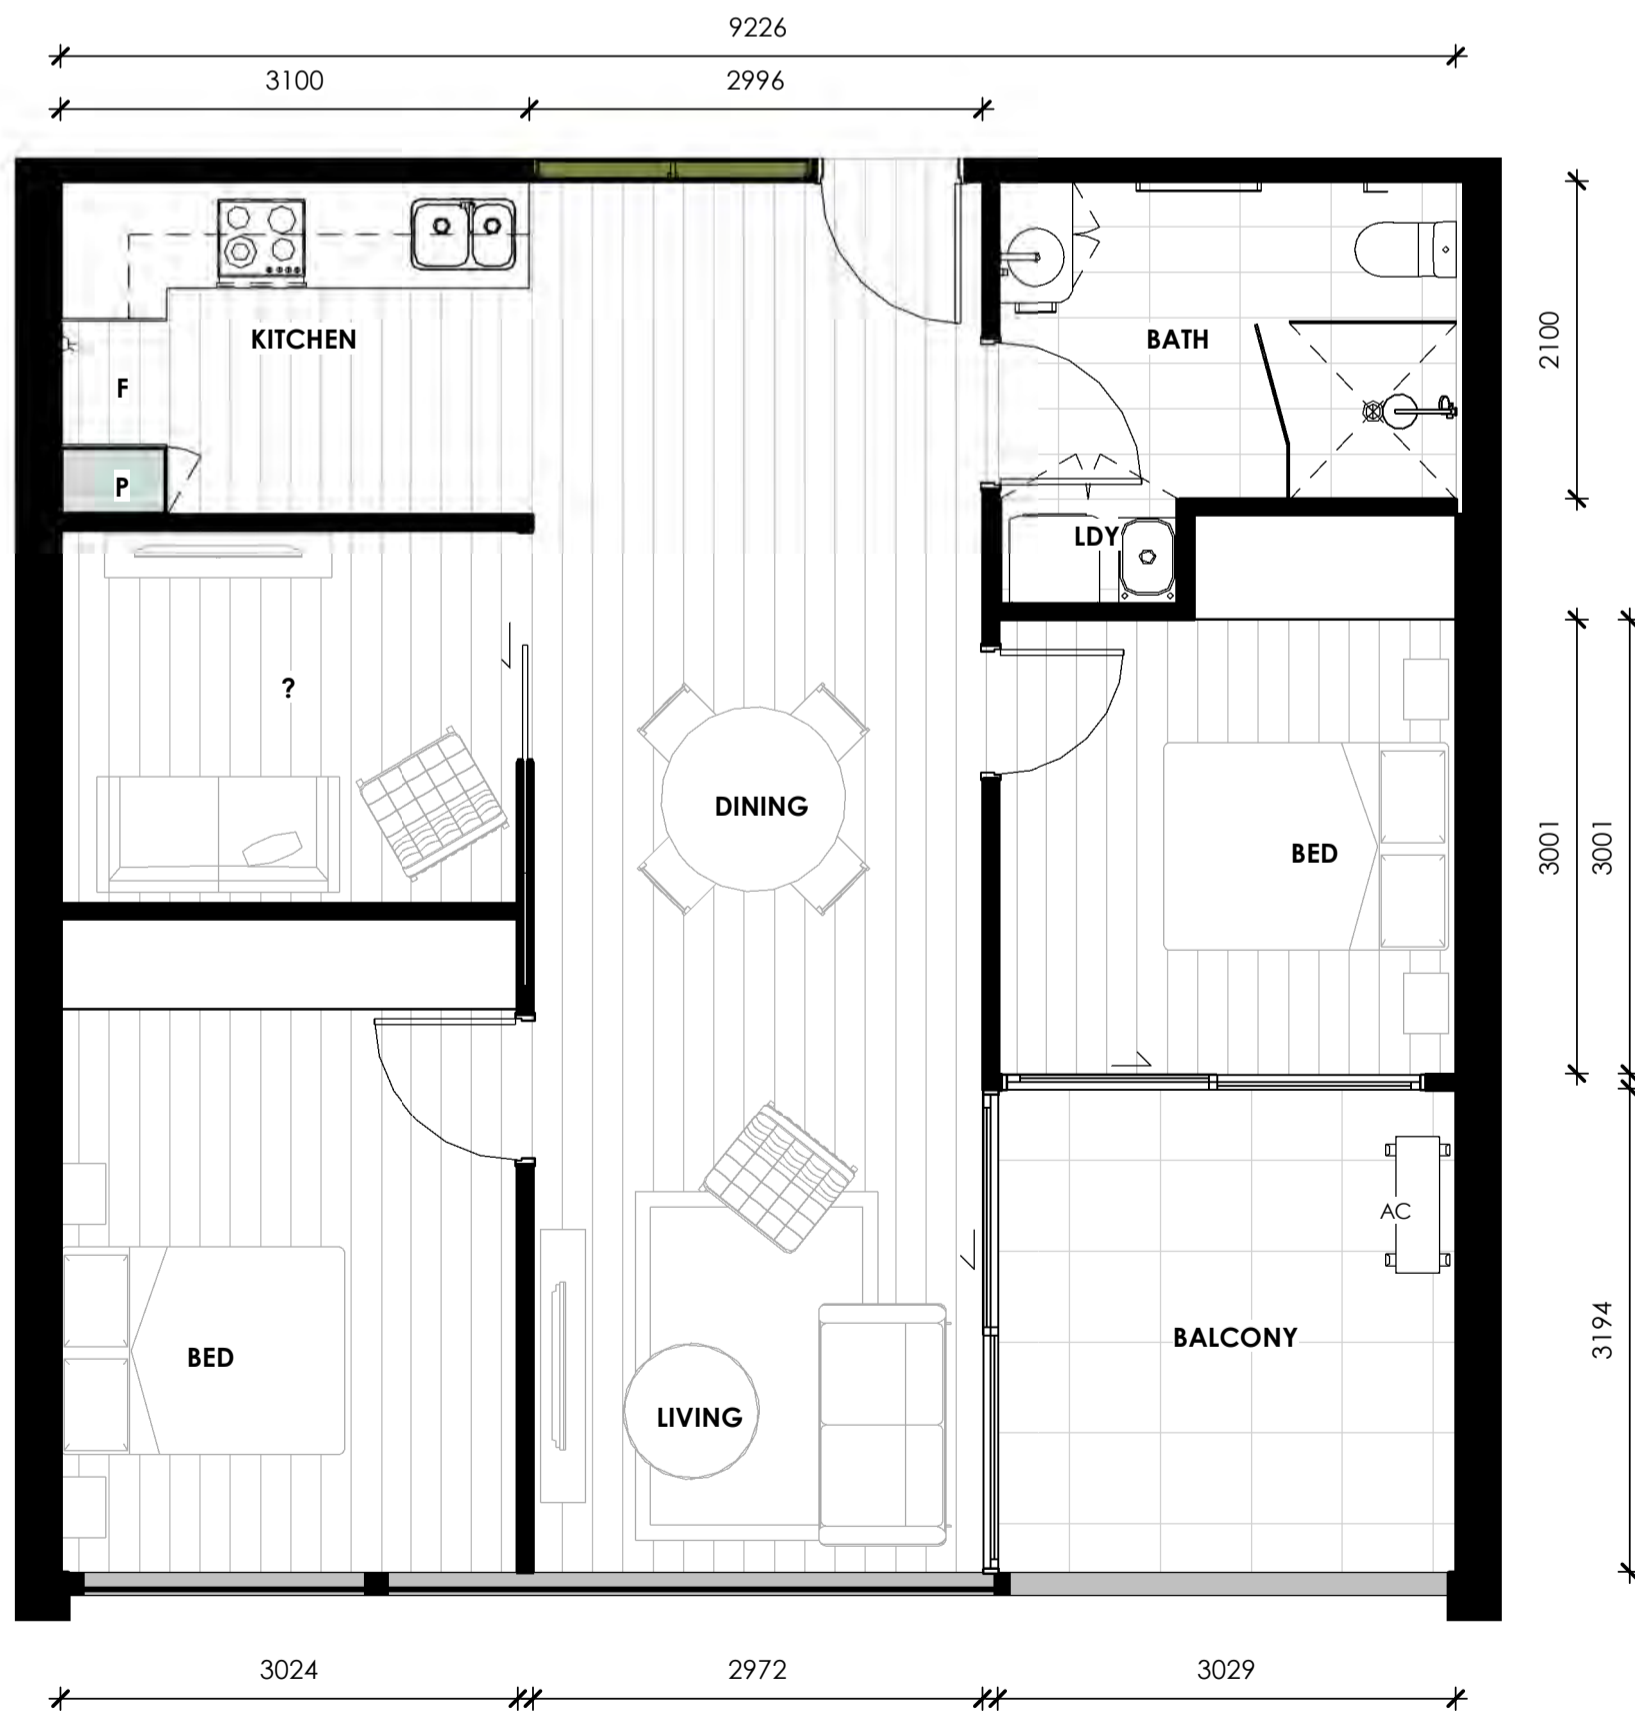 9226
3100 2996
KITCHEN
BATH
2100
F
P
LDY
?
DINING
BED
3001
3001
AC
BALCONY
3194
BED
LIVING
3024 2972 3029